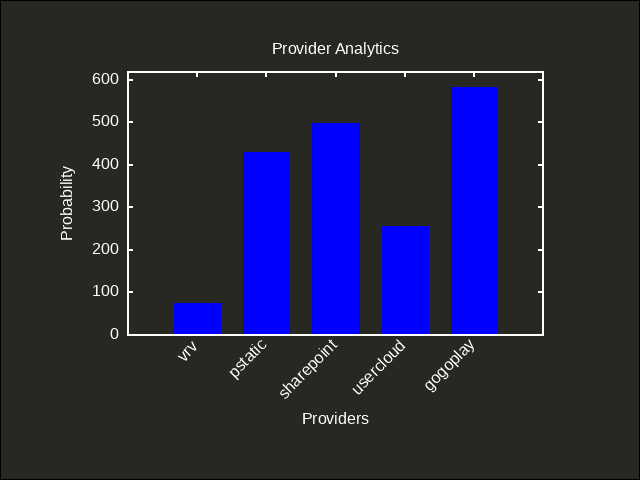 Provider Analytics
600
500
400
300
200
100
0
Probability
vrv
pstatic
sharepoint
usercloud
gogoplay
Providers